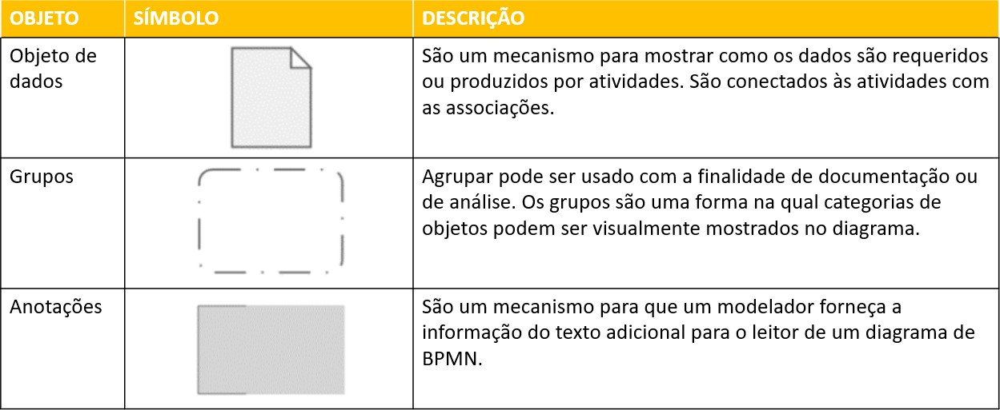 OBJETO SÍMBOLO DESCRIÇÃO
Objeto de
dados
São um mecanismo para mostrar como os dados são requeridos
ou produzidos por atividades. São conectados às atividades com
as associações.
Grupos
Agrupar pode ser usado com a finalidade de documentação ou
de análise. Os grupos são uma forma na qual categorias de
objetos podem ser visualmente mostrados no diagrama.
Anotações
São um mecanismo para que um modelador forneça a
informação do texto adicional para o leitor de um diagrama de
BPMN.